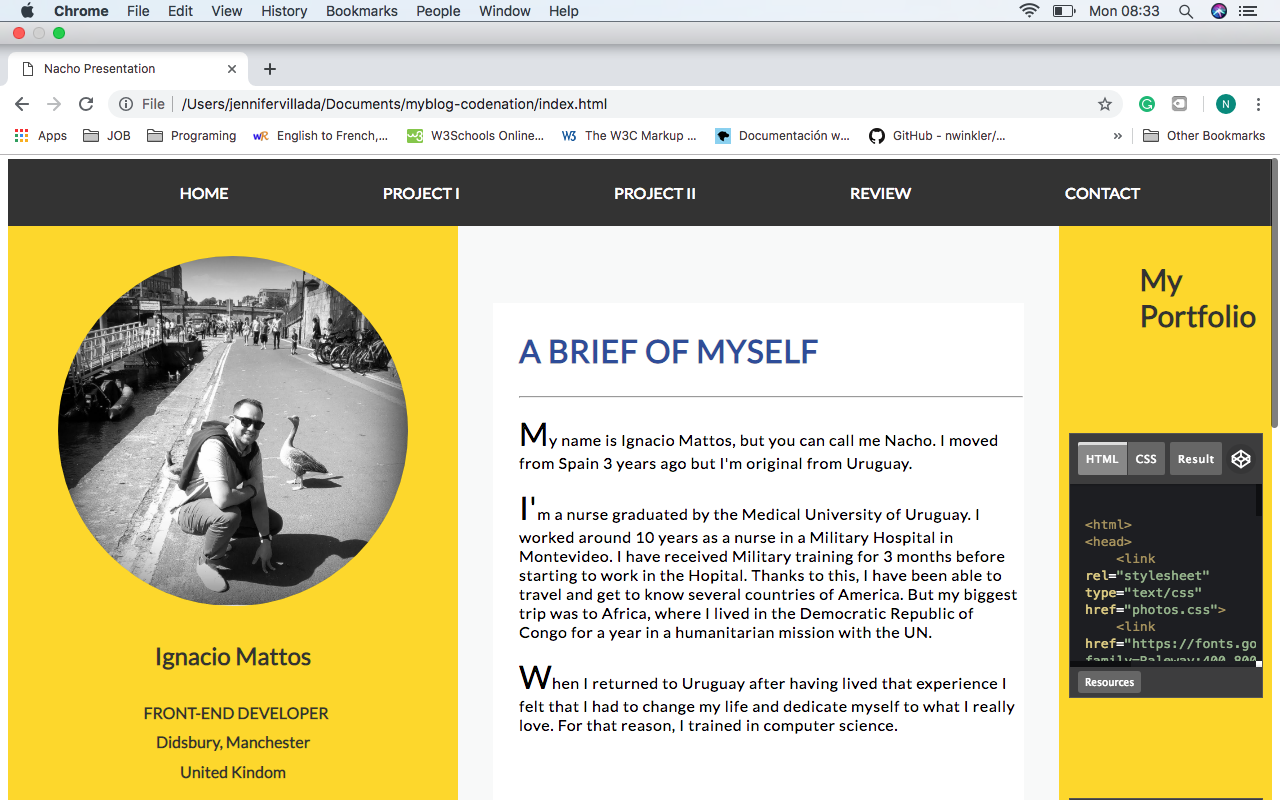 Chrome File Edit View History Bookmarks People Window Help Mon 08:33
Nacho Presentation
File /Users/jennifervillada/Documents/myblog-codenation/index.html N
Apps JOB Programing wR English to French,... W3Schools Online... W3 The W3C Markup ... Documentación w... GitHub - nwinkler/... » Other Bookmarks
HOME PROJECT I PROJECT II REVIEW CONTACT
Ignacio Mattos
FRONT-END DEVELOPER
Didsbury, Manchester
United Kindom
A BRIEF OF MYSELF
My name is Ignacio Mattos, but you can call me Nacho. I moved
from Spain 3 years ago but I'm original from Uruguay.
I'm a nurse graduated by the Medical University of Uruguay. I
worked around 10 years as a nurse in a Military Hospital in
Montevideo. I have received Military training for 3 months before
starting to work in the Hopital. Thanks to this, I have been able to
travel and get to know several countries of America. But my biggest
trip was to Africa, where I lived in the Democratic Republic of
Congo for a year in a humanitarian mission with the UN.
When I returned to Uruguay after having lived that experience I
felt that I had to change my life and dedicate myself to what I really
love. For that reason, I trained in computer science.
My
Portfolio
HTML CSS Result
<html>
<head>
<link
rel="stylesheet"
type="text/css"
href="photos.css">
<link
href="https://fonts.go
family=Raleway:400,800
Resources